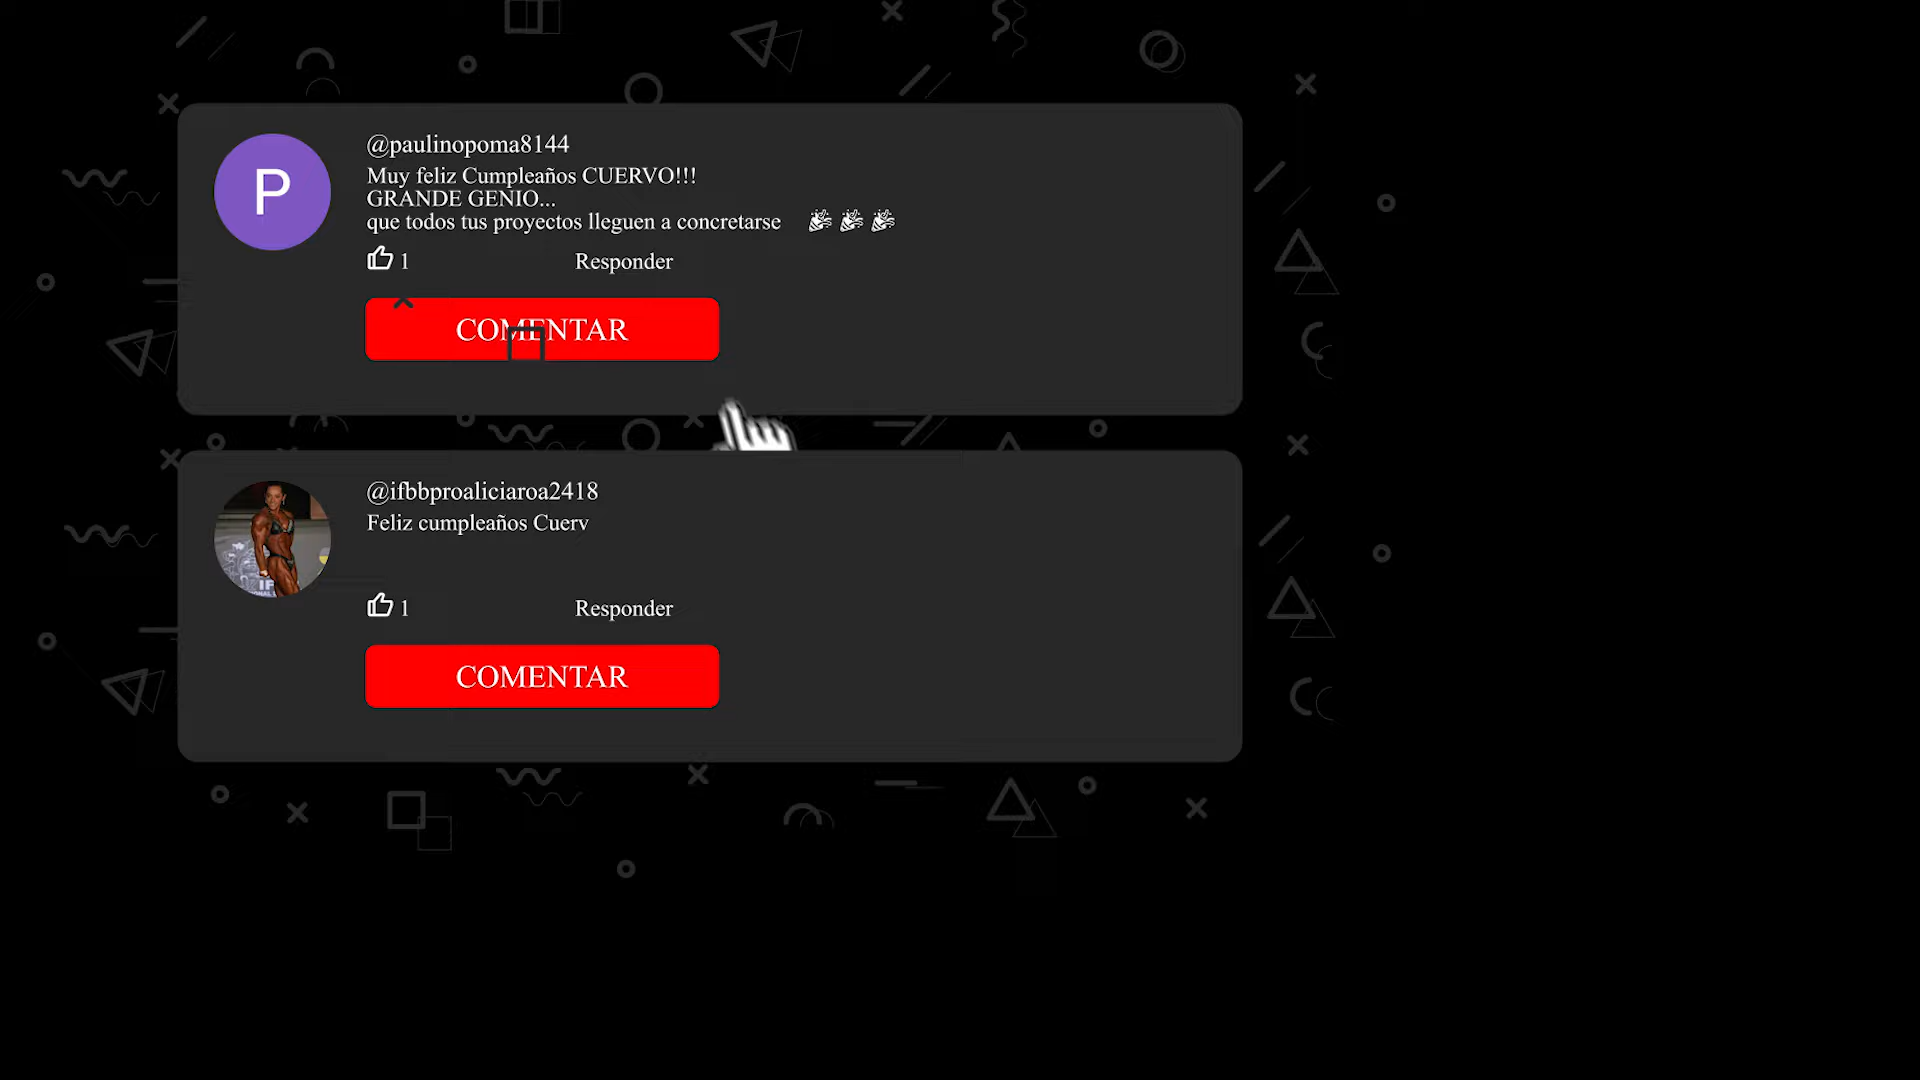 P
@paulinopoma8144
Muy feliz Cumpleaños CUERVO!!!
GRANDE GENIO...
que todos tus proyectos lleguen a concretarse 🎉 🎉 🎉
1 Responder
COMENTAR
@ifbbproaliciaroa2418
Feliz cumpleaños Cuerv
IF
1 Responder
COMENTAR